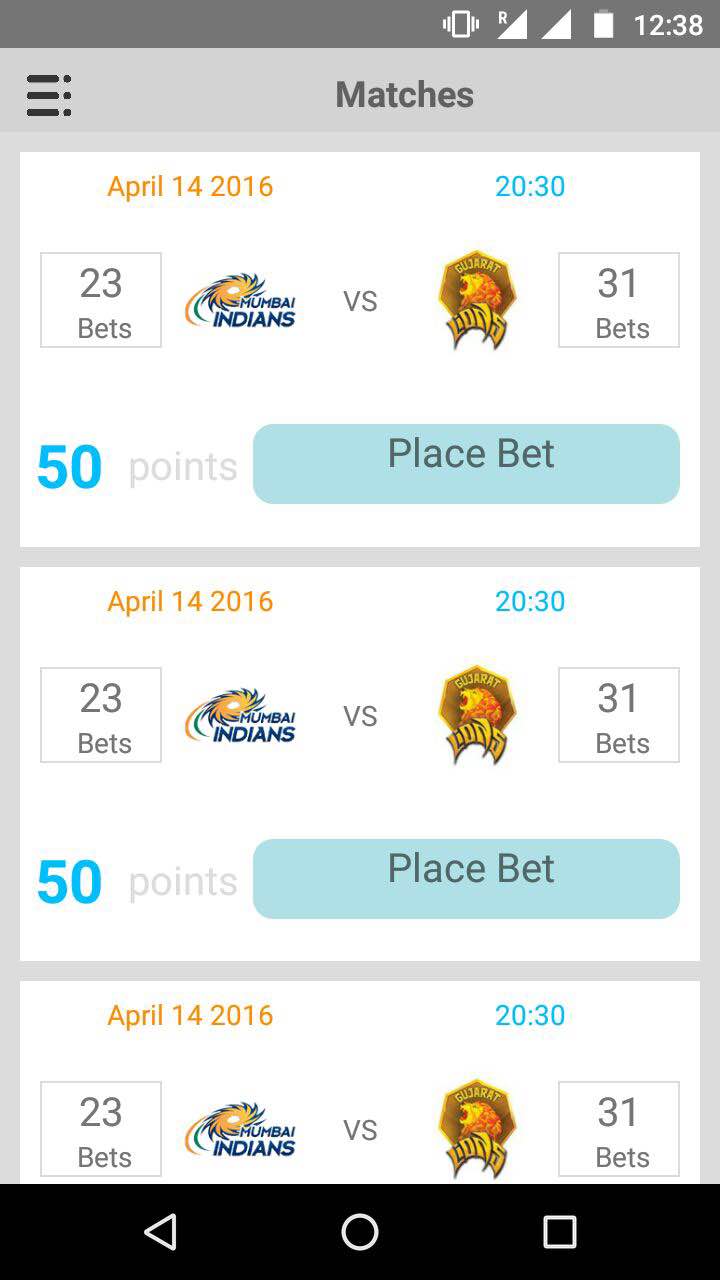 R 12:38
Matches
April 14 2016 20:30
23 Bets MUMBAI INDIANS VS GUJARAT LIONS 31 Bets
50 points Place Bet
April 14 2016 20:30
23 Bets MUMBAI INDIANS VS GUJARAT LIONS 31 Bets
50 points Place Bet
April 14 2016 20:30
23 Bets MUMBAI INDIANS VS GUJARAT LIONS 31 Bets